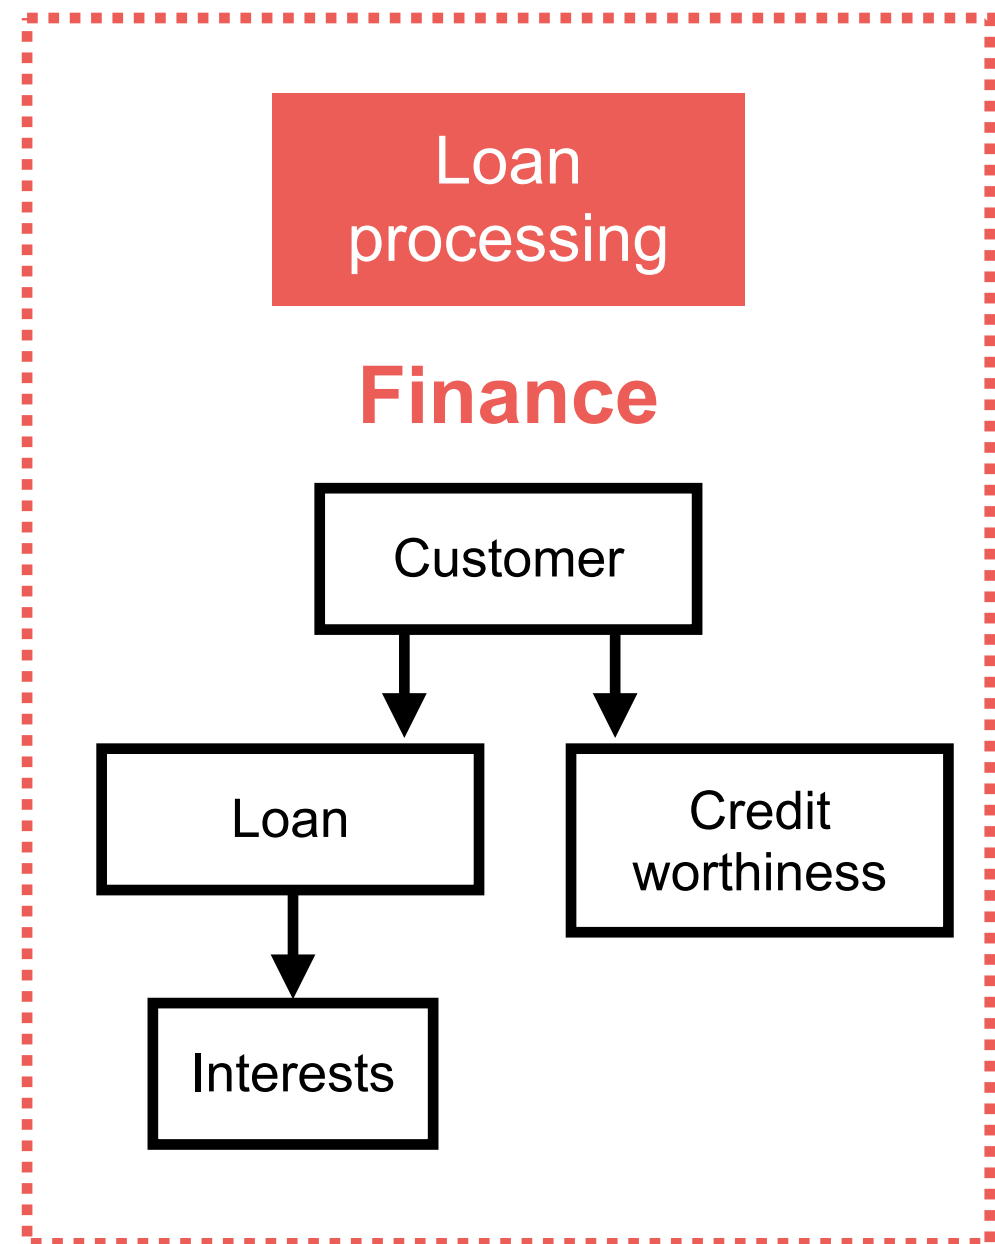 Loan
processing
Finance
Customer
Loan
Credit
worthiness
Interests